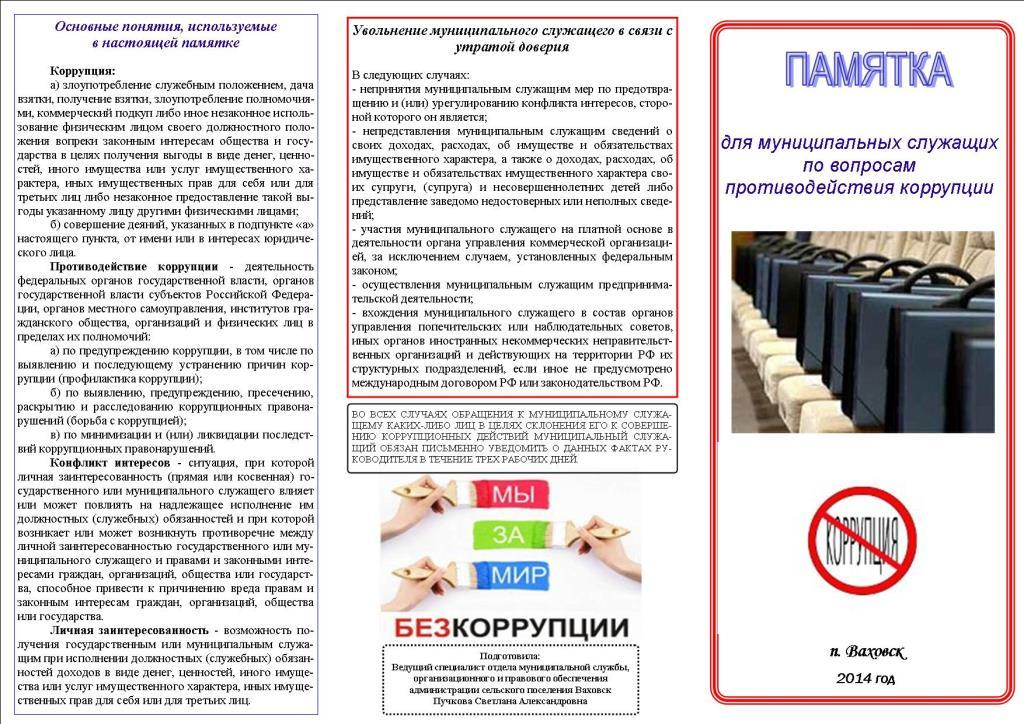 Основные понятия, используемые
в настоящей памятке
Коррупция:
а) злоупотребление служебным положением, дача
взятки, получение взятки, злоупотребление полномочия-
ми, коммерческий подкуп либо иное незаконное исполь-
зование физическим лицом своего должностного поло-
жения вопреки законным интересам общества и госу-
дарства в целях получения выгоды в виде денег, ценно-
стей, иного имущества или услуг имущественного ха-
рактера, иных имущественных прав для себя или для
третьих лиц либо незаконное предоставление такой вы-
годы указанному лицу другими физическими лицами;
б) совершение деяний, указанных в подпункте «а»
настоящего пункта, от имени или в интересах юридиче-
ского лица.
Противодействие коррупции - деятельность
федеральных органов государственной власти, органов
государственной власти субъектов Российской Федера-
ции, органов местного самоуправления, институтов гра-
жданского общества, организаций и физических лиц в
пределах их полномочий:
а) по предупреждению коррупции, в том числе по
выявлению и последующему устранению причин кор-
рупции (профилактика коррупции);
б) по выявлению, предупреждению, пресечению,
раскрытию и расследованию коррупционных правона-
рушений (борьба с коррупцией);
в) по минимизации и (или) ликвидации последст-
вий коррупционных правонарушений.
Конфликт интересов - ситуация, при которой
личная заинтересованность (прямая или косвенная) го-
сударственного или муниципального служащего влияет
или может повлиять на надлежащее исполнение им
должностных (служебных) обязанностей и при которой
возникает или может возникнуть противоречие между
личной заинтересованностью государственного или му-
ниципального служащего и правами и законными инте-
ресами граждан, организаций, общества или государст-
ва, способное привести к причинению вреда правам и
законным интересам граждан, организаций, общества
или государства.
Личная заинтересованность - возможность по-
лучения государственным или муниципальным служа-
щим при исполнении должностных (служебных) обязан-
ностей доходов в виде денег, ценностей, иного имуще-
ства или услуг имущественного характера, иных имуще-
ственных прав для себя или для третьих лиц.
Увольнение муниципального служащего в связи с
утратой доверия
В следующих случаях:
- непринятия муниципальным служащим мер по предотвра-
щению и (или) урегулированию конфликта интересов, сторо-
ной которого он является;
- непредставления муниципальным служащим сведений о
своих доходах, расходах, об имуществе и обязательствах
имущественного характера, а также о доходах, расходах, об
имуществе и обязательствах имущественного характера сво-
их супруги, (супруга) и несовершеннолетних детей либо
представление заведомо недостоверных или неполных сведе-
ний;
- участия муниципального служащего на платной основе в
деятельности органа управления коммерческой организаци-
ей, за исключением случаем, установленных федеральным
законом;
- осуществления муниципальным служащим предпринима-
тельской деятельности;
- вхождения муниципального служащего в состав органов
управления попечительских или наблюдательных советов,
иных органов иностранных некоммерческих неправительст-
венных организаций и действующих на территории РФ их
структурных подразделений, если иное не предусмотрено
международным договором РФ или законодательством РФ.
ВО ВСЕХ СЛУЧАЯХ ОБРАЩЕНИЯ К МУНИЦИПАЛЬНОМУ СЛУЖА-
ЩЕМУ КАКИХ-ЛИБО ЛИЦ В ЦЕЛЯХ СКЛОНЕНИЯ ЕГО К СОВЕРШЕ-
НИЮ КОРРУПЦИОННЫХ ДЕЙСТВИЙ МУНИЦИПАЛЬНЫЙ СЛУЖА-
ЩИЙ ОБЯЗАН ПИСЬМЕННО УВЕДОМИТЬ О ДАННЫХ ФАКТАХ РУ-
КОВОДИТЕЛЯ В ТЕЧЕНИЕ ТРЕХ РАБОЧИХ ДНЕЙ.
МЫ
ЗА
МИР
БЕЗКОРРУПЦИИ
Подготовила:
Ведущий специалист отдела муниципальной службы,
организационного и правового обеспечения
администрации сельского поселения Ваховск
Пучкова Светлана Александровна
ПАМЯТКА
для муниципальных служащих
по вопросам
противодействия коррупции
КОРРУПЦИЯ
п. Ваховск
2014 год